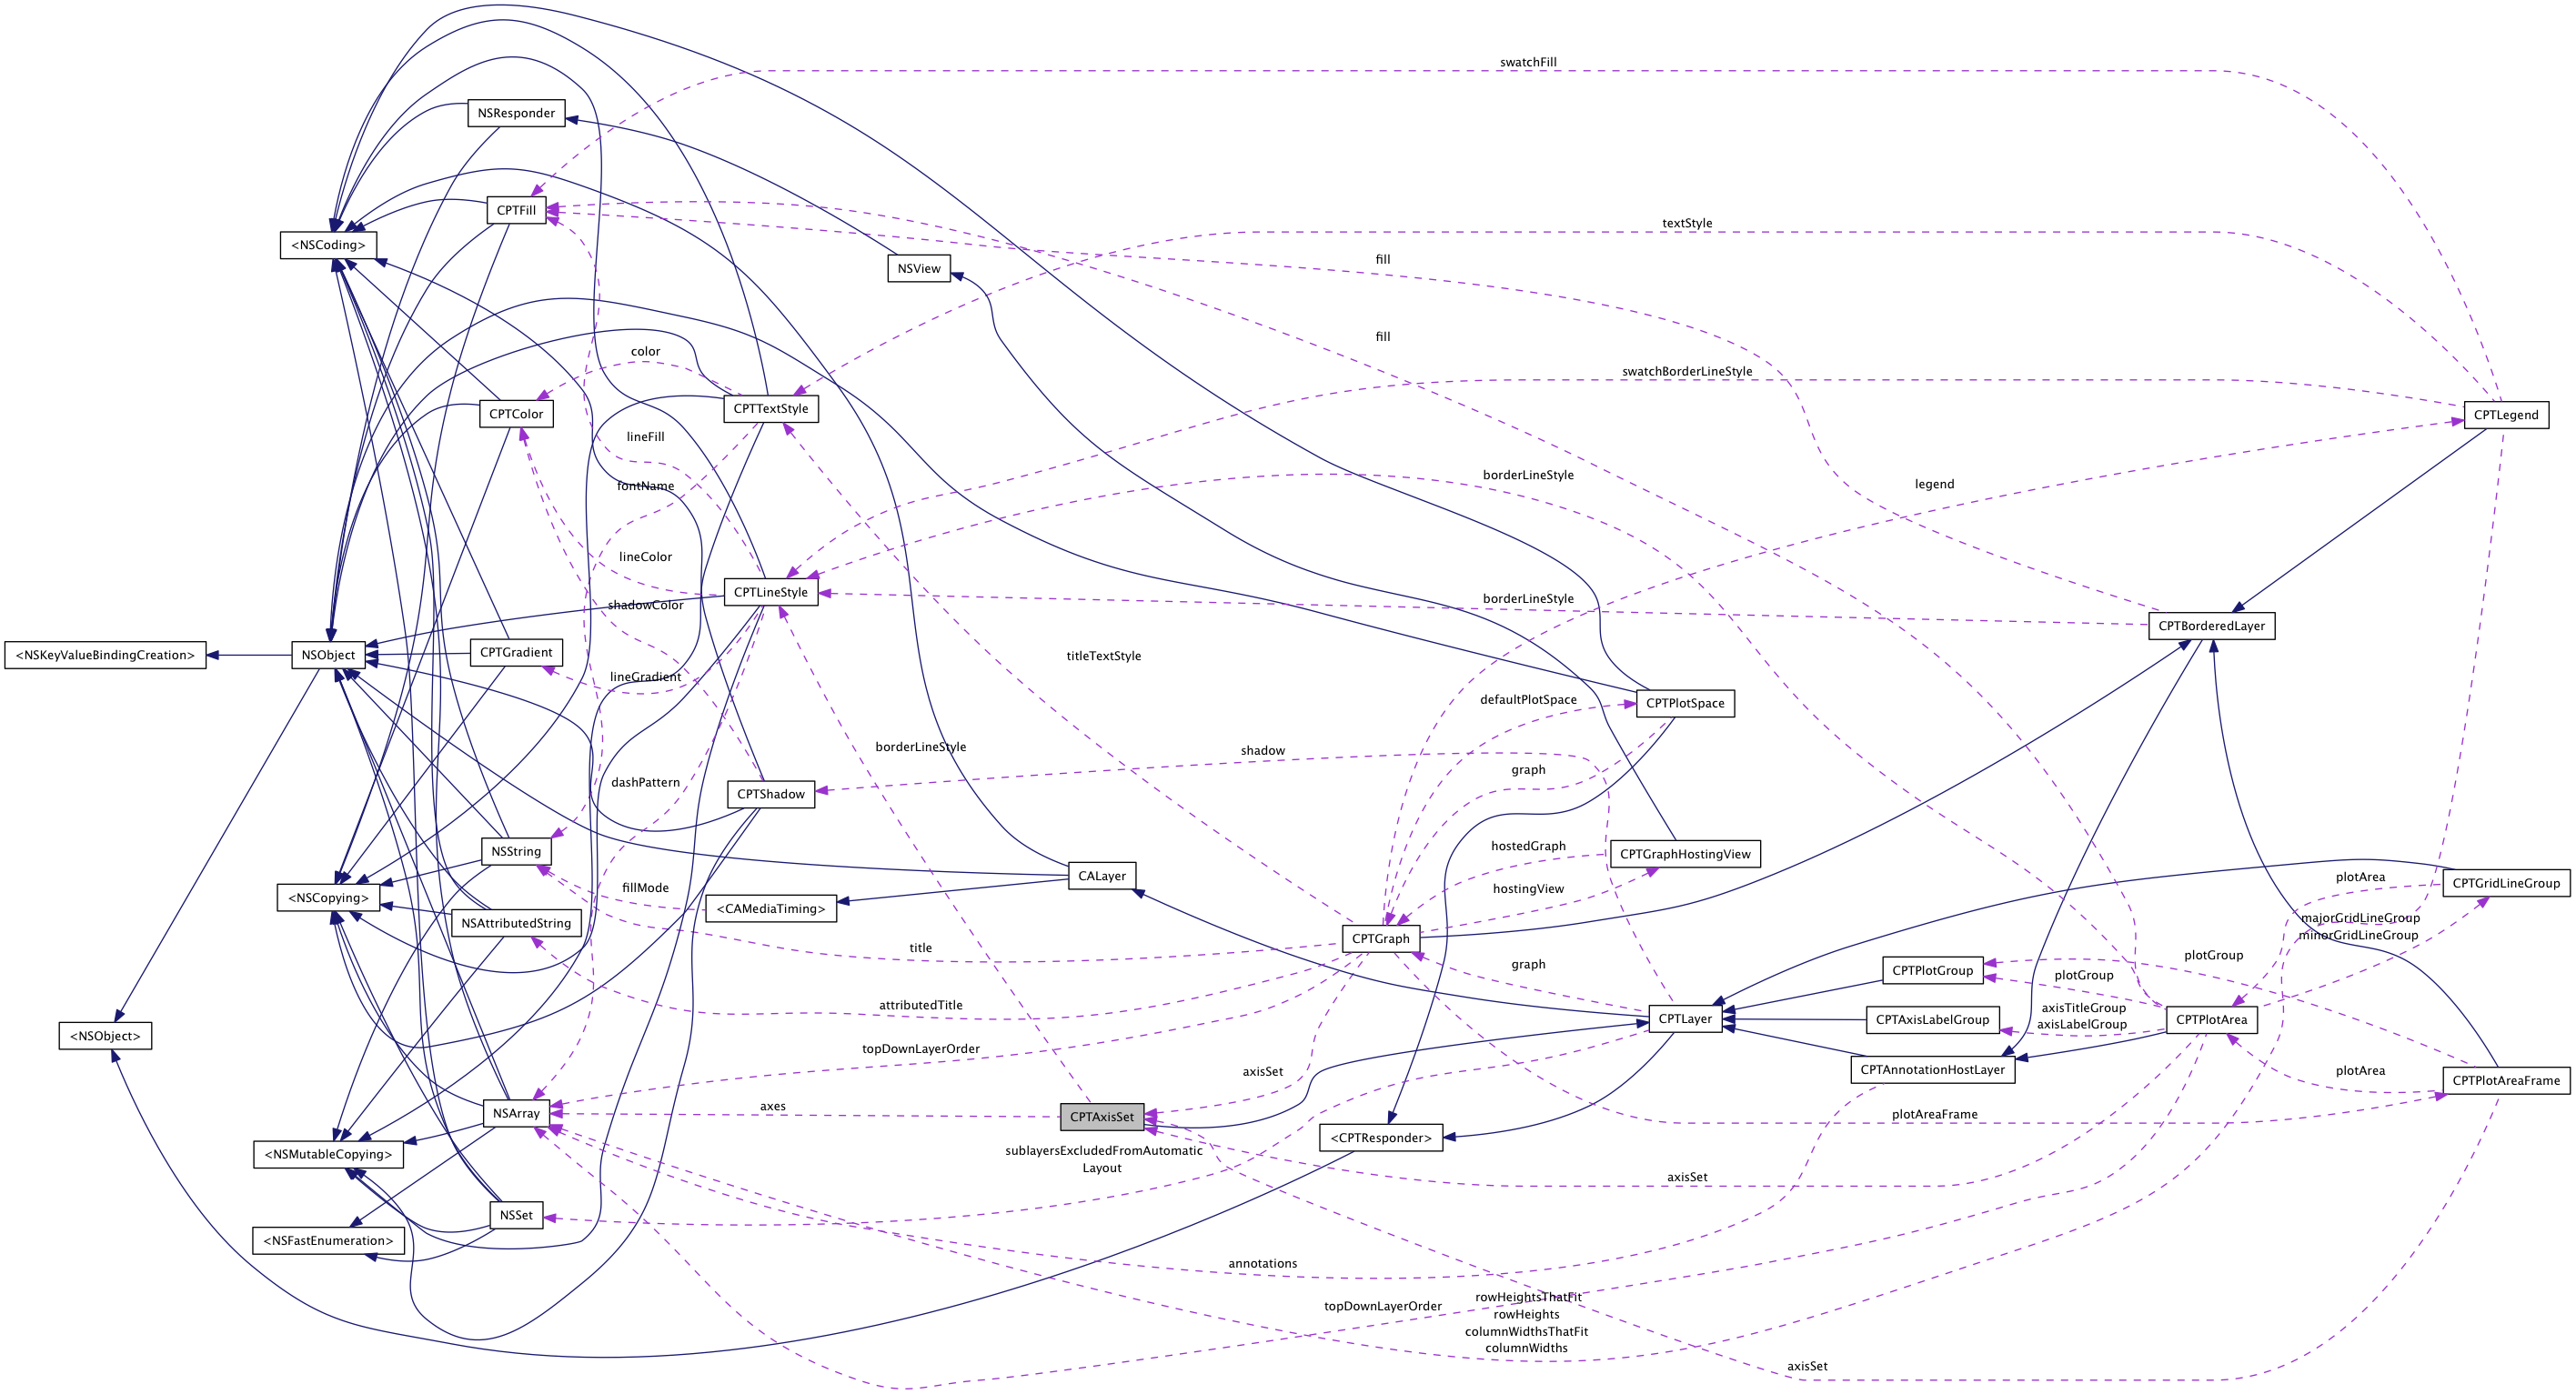 swatchFill
NSResponder
CPTFill
textStyle
<NSCoding>
fill
NSView
fill
color
swatchBorderLineStyle
CPTTextStyle
CPTColor
CPTLegend
lineFill
borderLineStyle
fontName
legend
lineColor
CPTLineStyle
shadowColor
borderLineStyle
CPTBorderedLayer
<NSKeyValueBindingCreation>
NSObject
CPTGradient
titleTextStyle
lineGradient
defaultPlotSpace
CPTPlotSpace
borderLineStyle
shadow
graph
dashPattern
CPTShadow
NSString
hostedGraph
CPTGraphHostingView
CALayer
plotArea
CPTGridLineGroup
fillMode
hostingView
<NSCopying>
<CAMediaTiming>
majorGridLineGroup
minorGridLineGroup
NSAttributedString
title
CPTGraph
plotGroup
graph
CPTPlotGroup
plotGroup
attributedTitle
axisTitleGroup
axisLabelGroup
<NSObject>
CPTLayer
CPTAxisLabelGroup
CPTPlotArea
topDownLayerOrder
axisSet
CPTAnnotationHostLayer
plotArea
CPTPlotAreaFrame
axes
NSArray
CPTAxisSet
plotAreaFrame
<CPTResponder>
<NSMutableCopying>
sublayersExcludedFromAutomatic
Layout
axisSet
NSSet
<NSFastEnumeration>
annotations
rowHeightsThatFit
rowHeights
columnWidthsThatFit
columnWidths
topDownLayerOrder
axisSet